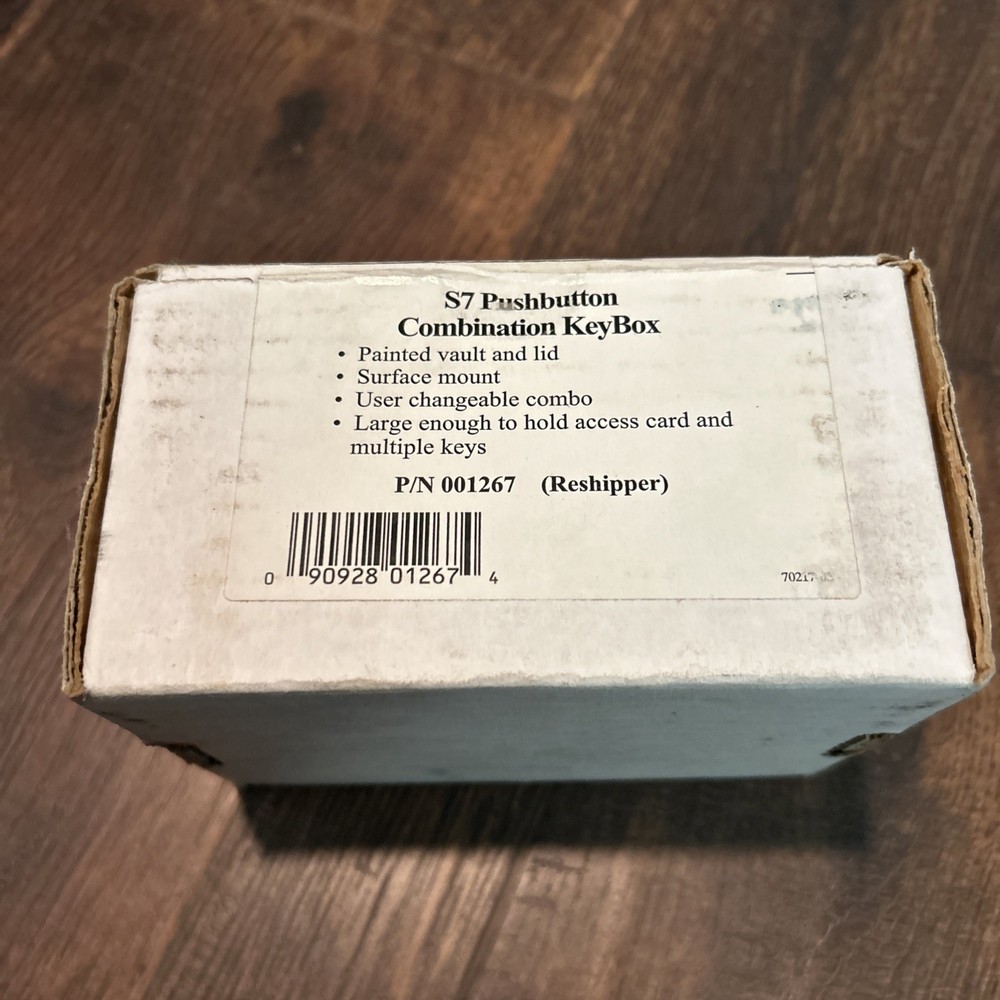 S7 Pushbutton
Combination KeyBox
• Painted vault and lid
• Surface mount
• User changeable combo
• Large enough to hold access card and
multiple keys
P/N 001267 (Reshipper)
0 90928 01267 4